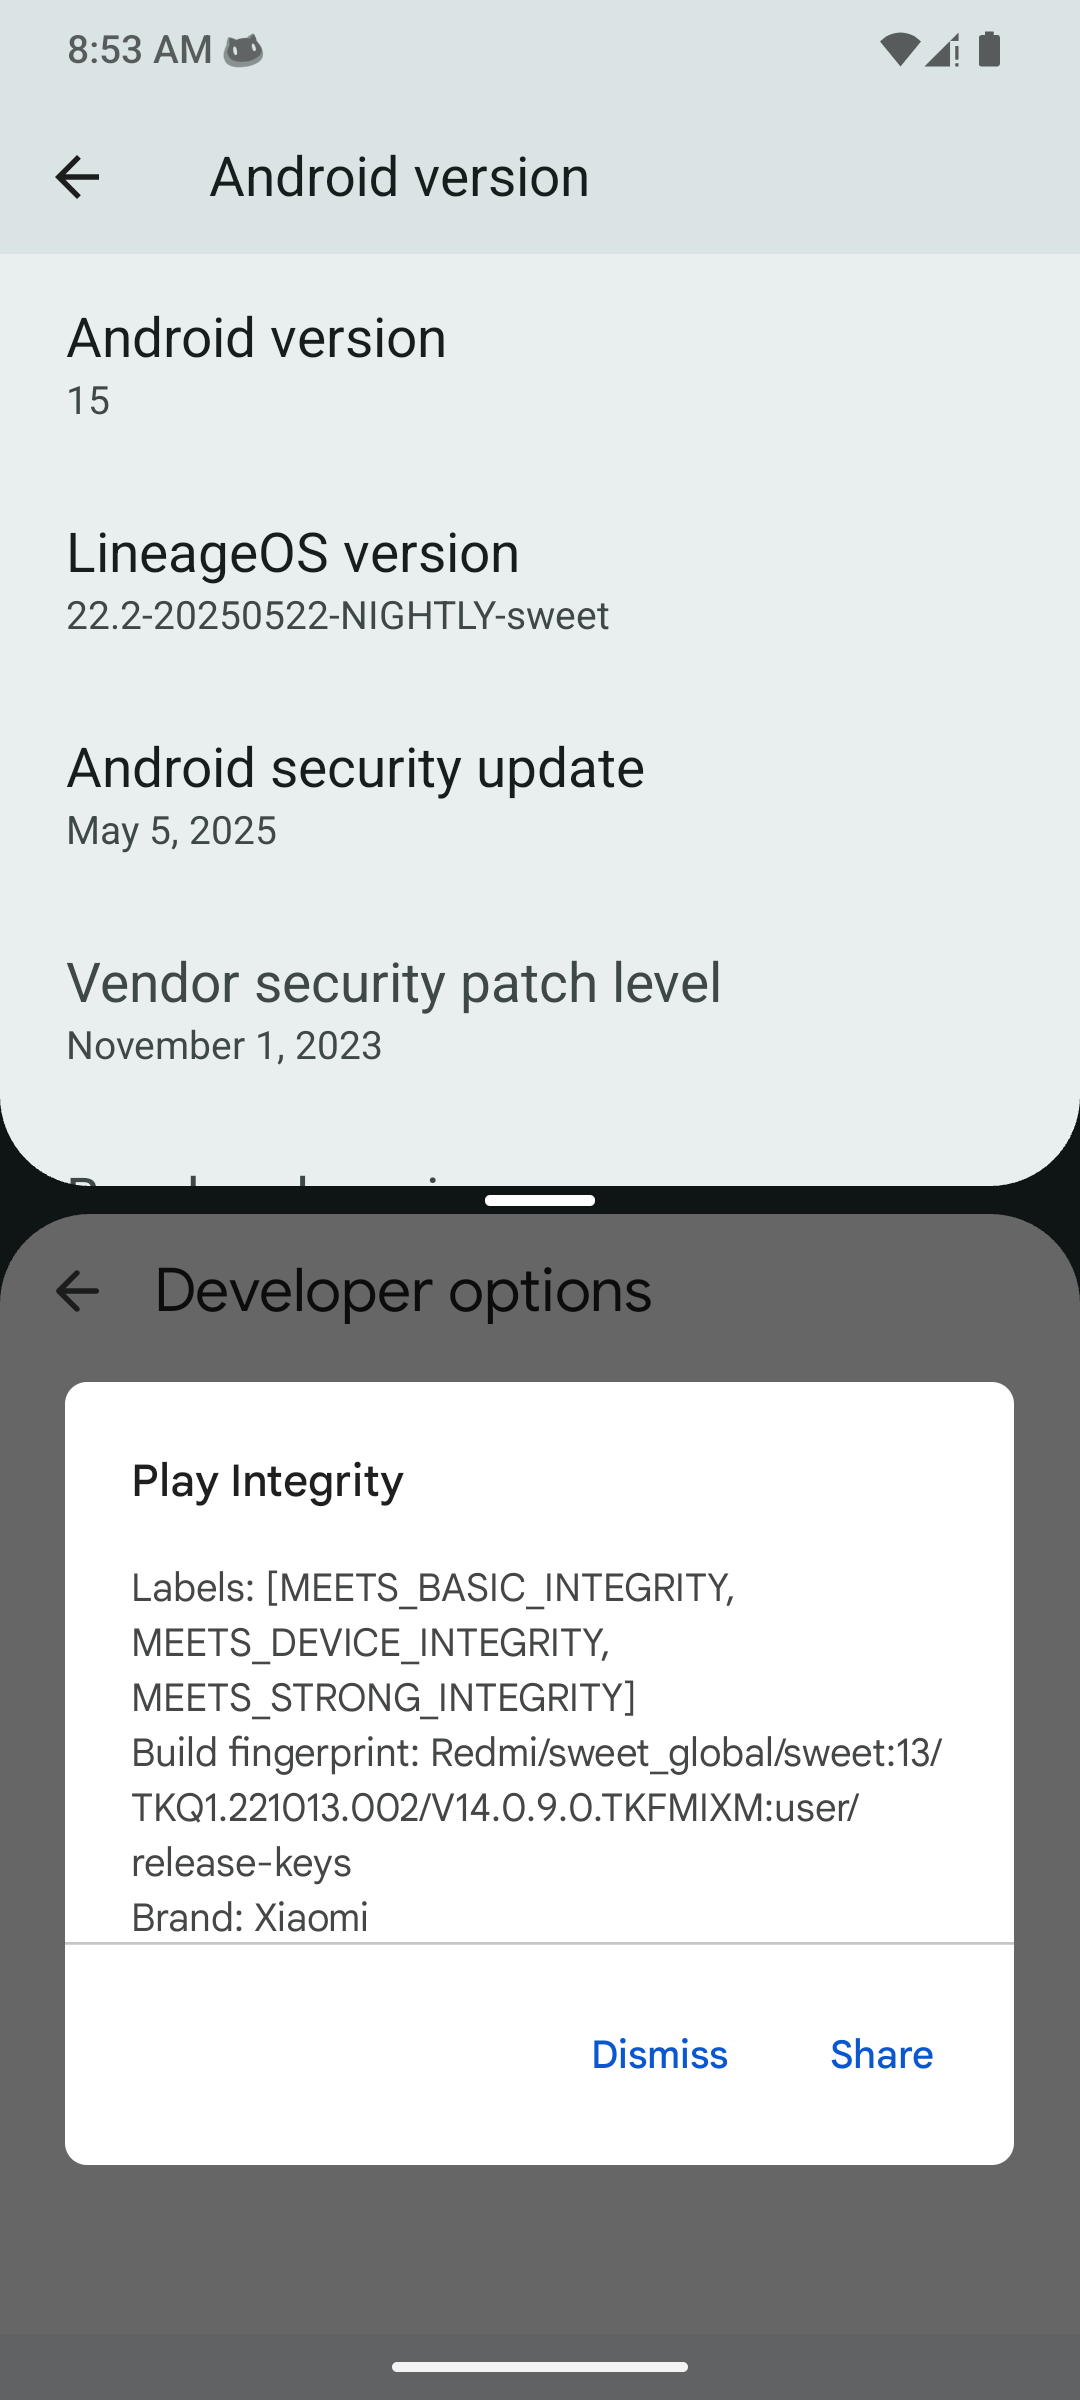 8:53 AM
Android version
Android version
15
LineageOS version
22.2-20250522-NIGHTLY-sweet
Android security update
May 5, 2025
Vendor security patch level
November 1, 2023
Developer options
Play Integrity
Labels: [MEETS_BASIC_INTEGRITY,
MEETS_DEVICE_INTEGRITY,
MEETS_STRONG_INTEGRITY]
Build fingerprint: Redmi/sweet_global/sweet:13/
TKQ1.221013.002/V14.0.9.0.TKFMIXM:user/
release-keys
Brand: Xiaomi
Dismiss
Share